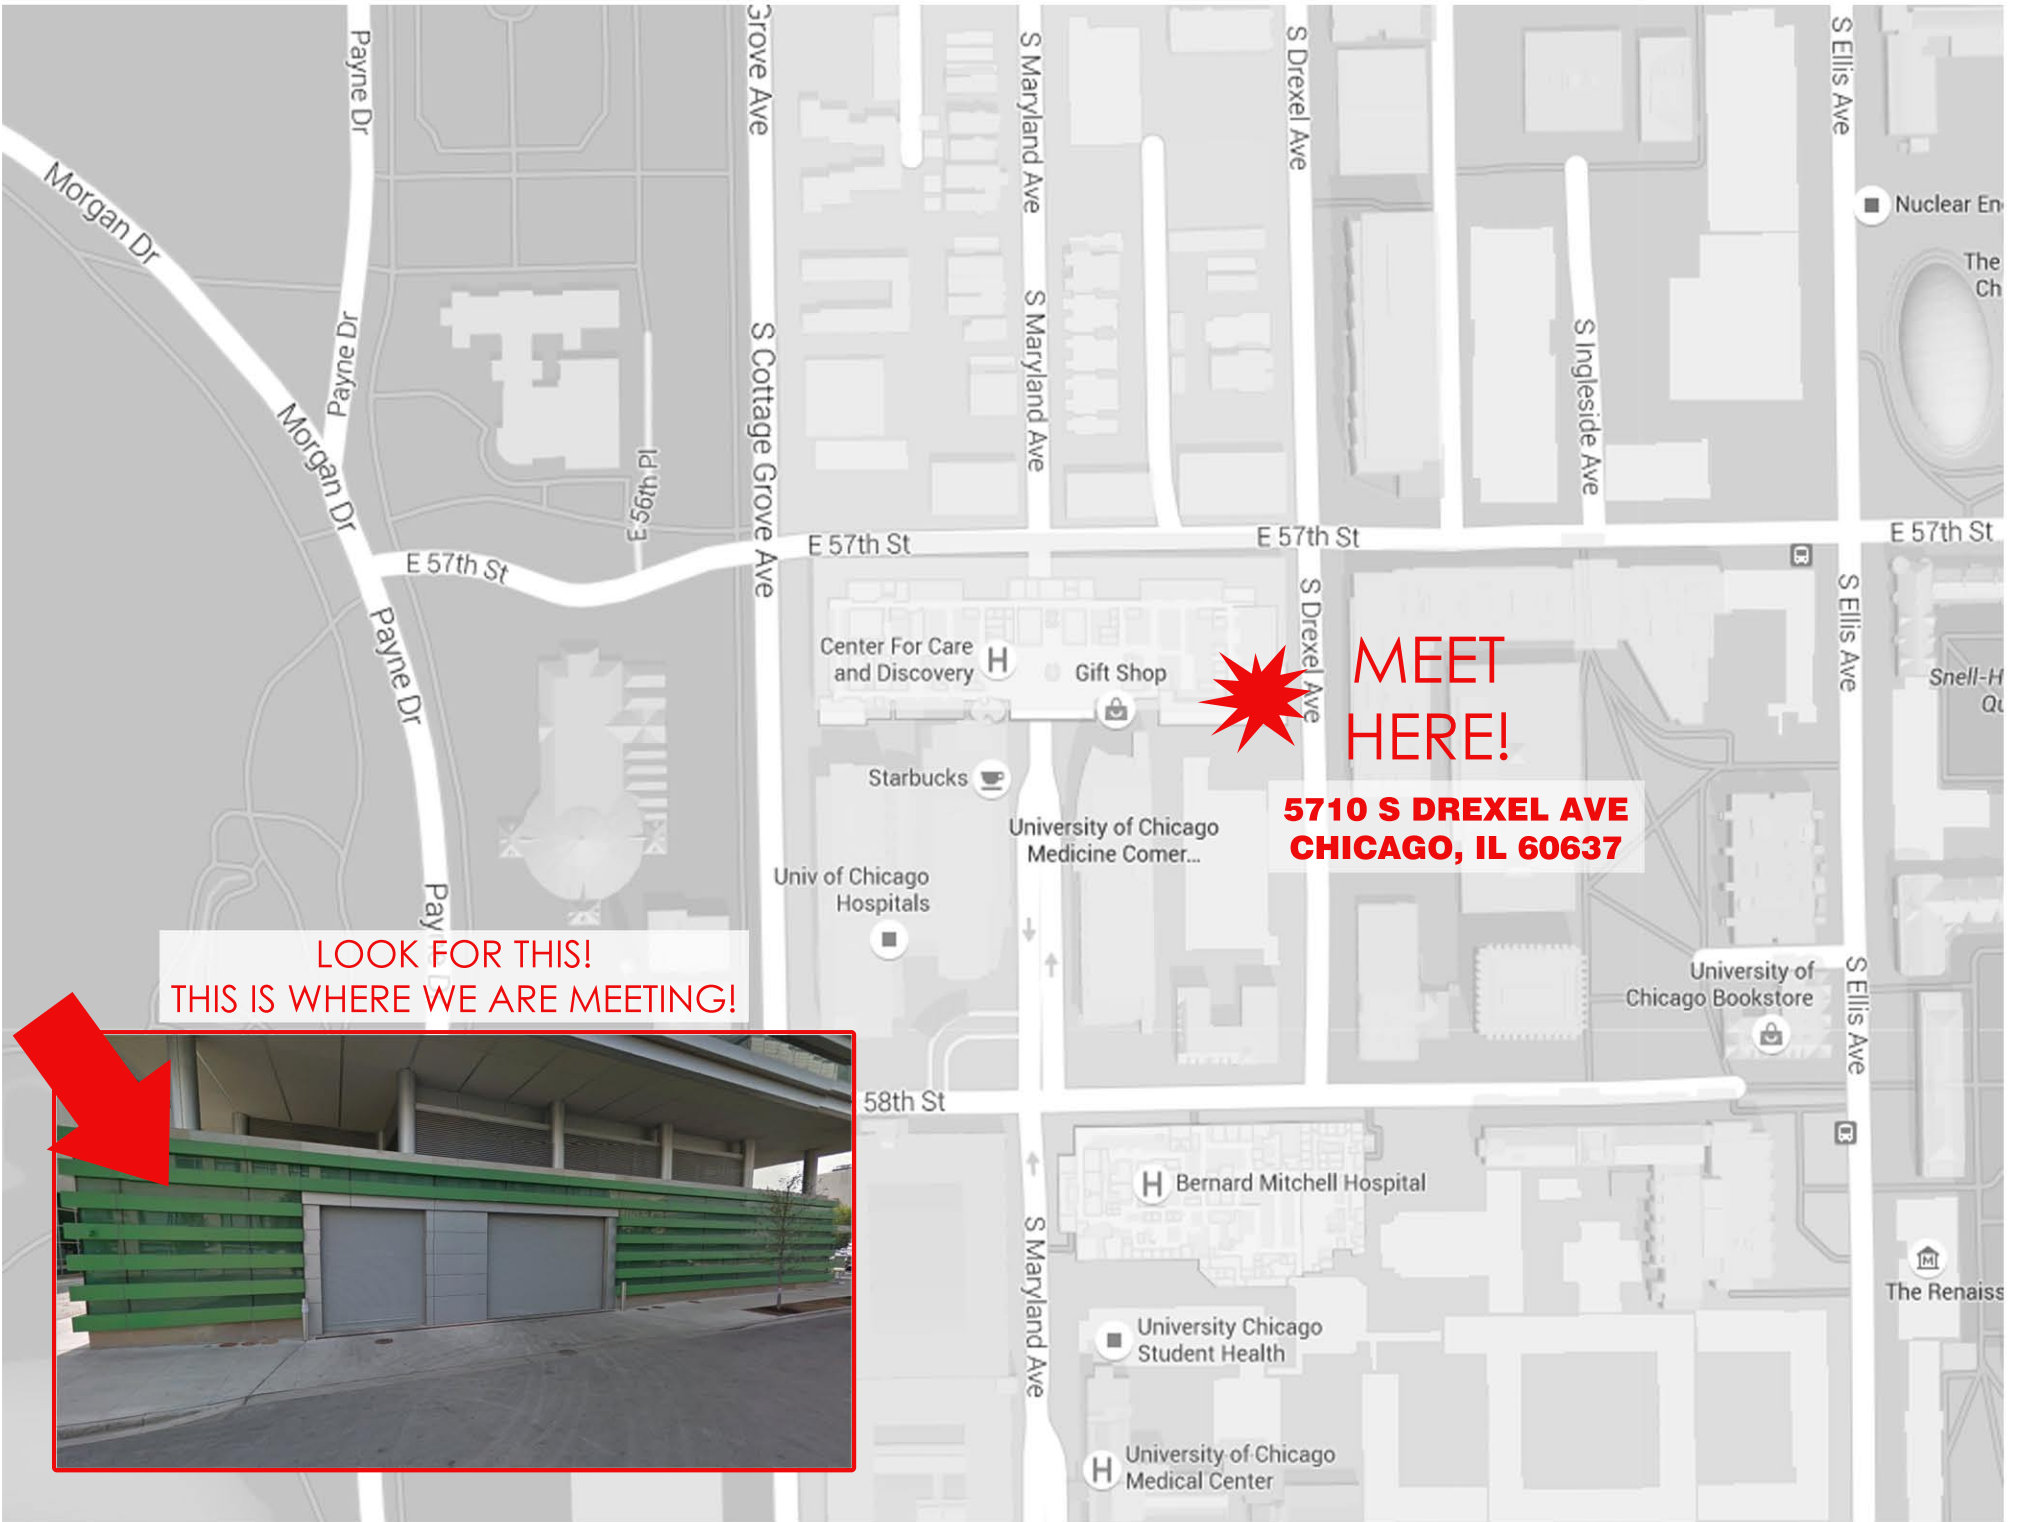 Payne Dr
Grove Ave
S Maryland Ave
S Drexel Ave
S Ellis Ave
Morgan Dr
Nuclear En
The
Ch
Payne Dr
S Cottage Grove Ave
S Maryland Ave
S Ingleside Ave
Morgan Dr
E 56th Pl
E 57th St
E 57th St
E 57th St
E 57th St
Payne Dr
S Drexel Ave
S Ellis Ave
Center For Care
and Discovery
H
Gift Shop
MEET
HERE!
Snell-H
Qu
Starbucks
5710 S DREXEL AVE
CHICAGO, IL 60637
University of Chicago
Medicine Comer...
Univ of Chicago
Hospitals
Payne D
LOOK FOR THIS!
THIS IS WHERE WE ARE MEETING!
University of
Chicago Bookstore
S Ellis Ave
58th St
H
Bernard Mitchell Hospital
S Maryland Ave
M
The Renaiss
University Chicago
Student Health
H
University of Chicago
Medical Center